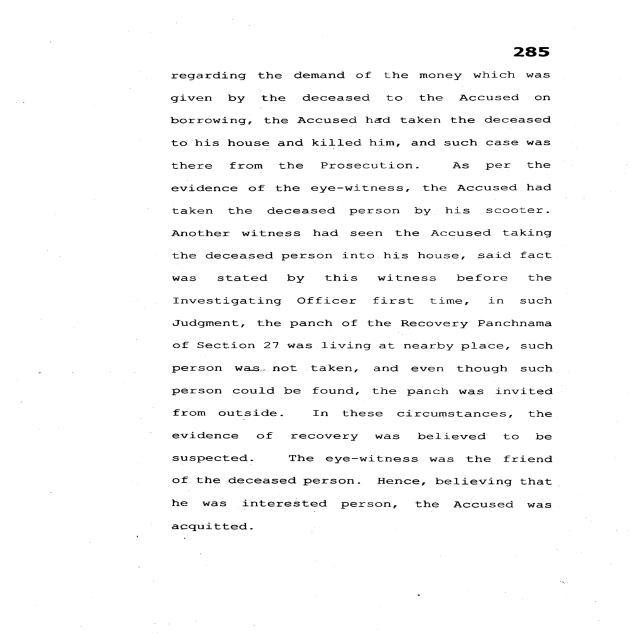 285
regarding the demand of the money which was
given by the deceased to the Accused on
borrowing, the Accused had taken the deceased
to his house and killed him, and such case was
there from the Prosecution. As per the
evidence of the eye-witness, the Accused had
taken the deceased person by his scooter.
Another witness had seen the Accused taking
the deceased person into his house, said fact
was stated by this witness before the
Investigating Officer first time, in such
Judgment, the panch of the Recovery Panchnama
of Section 27 was living at nearby place, such
person was not taken, and even though such
person could be found, the panch was invited
from outside. In these circumstances, the
evidence of recovery was believed to be
suspected. The eye-witness was the friend
of the deceased person. Hence, believing that
he was interested person, the Accused was
acquitted.